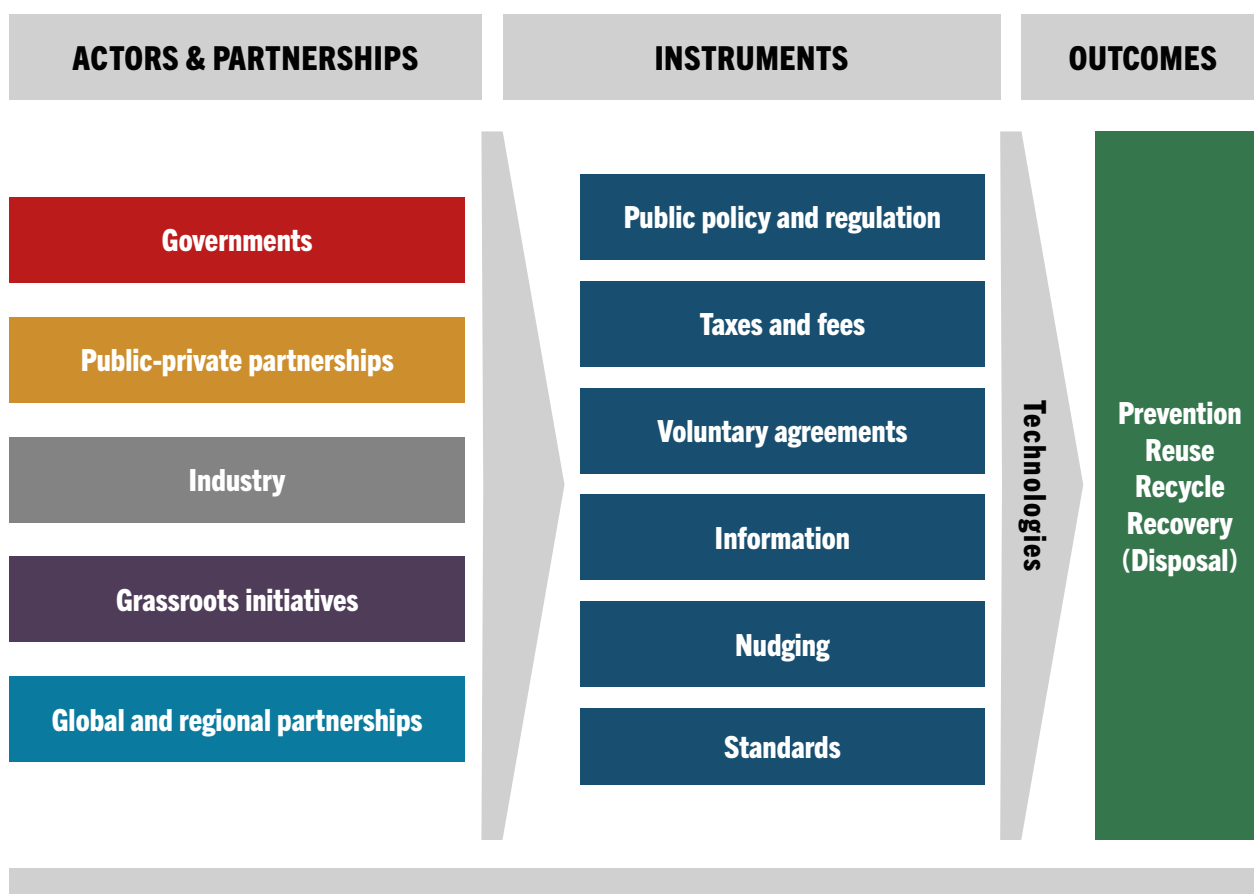 ACTORS & PARTNERSHIPS
INSTRUMENTS
OUTCOMES
Governments
Public-private partnerships
Industry
Grassroots initiatives
Global and regional partnerships
Public policy and regulation
Taxes and fees
Voluntary agreements
Information
Nudging
Standards
Technologies
Prevention
Reuse
Recycle
Recovery
(Disposal)